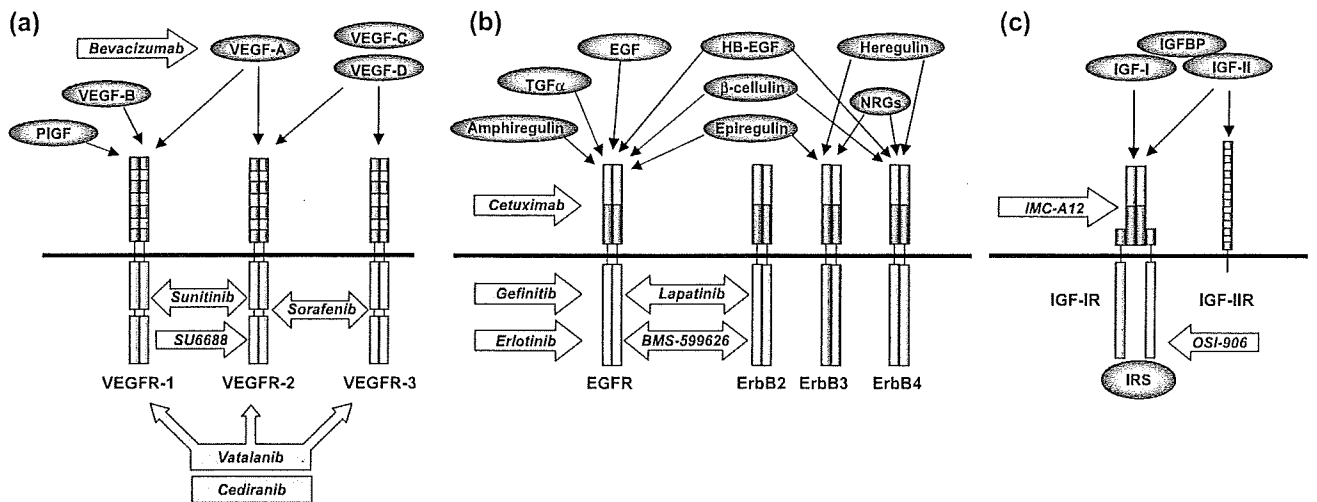 (a)
Bevacizumab
VEGF-A
VEGF-C
VEGF-D
VEGF-B
PlGF
Sunitinib
Sorafenib
SU6688
VEGFR-1
VEGFR-2
VEGFR-3
Vatalanib
Cediranib
(b)
EGF
HB-EGF
Heregulin
TGFα
β-cellulin
NRGs
Amphiregulin
Epiregulin
Cetuximab
Gefinitib
Lapatinib
Erlotinib
BMS-599626
EGFR
ErbB2
ErbB3
ErbB4
(c)
IGFBP
IGF-I
IGF-II
IMC-A12
IGF-IR
IGF-IIR
OSI-906
IRS